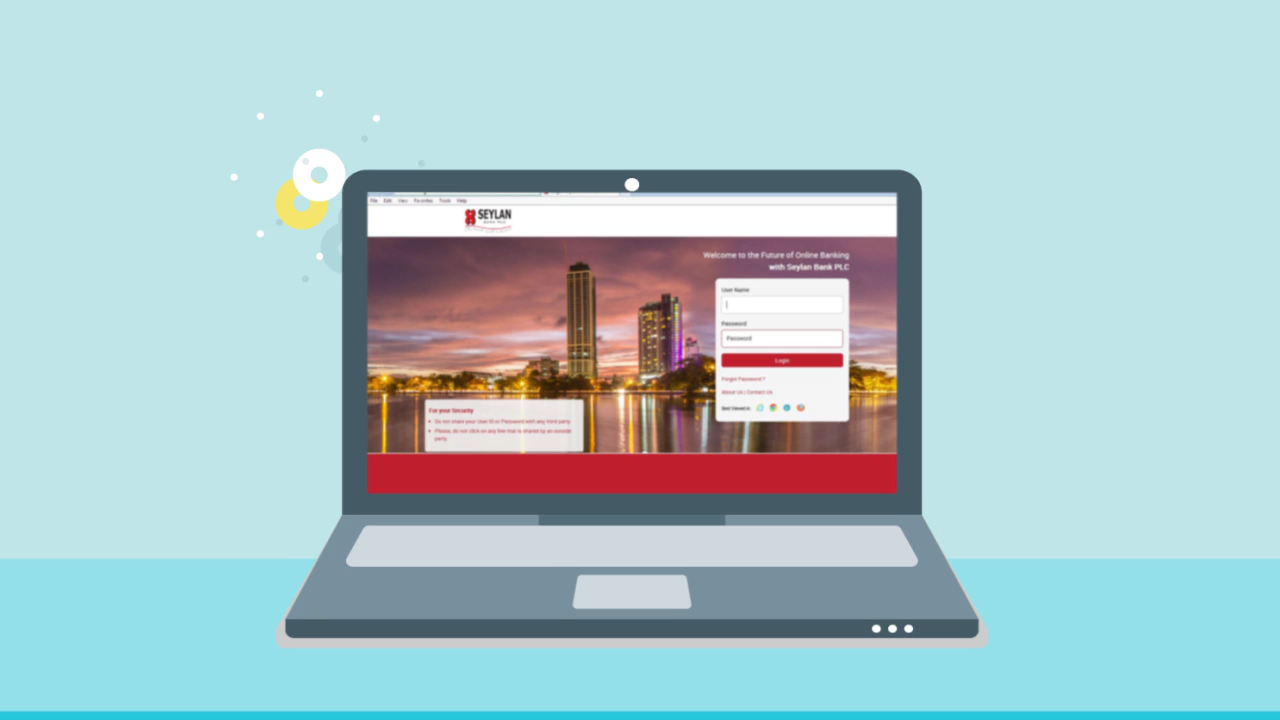 File Edit View Favorites Tools Help
SEYLAN
BANK PLC
Welcome to the Future of Online Banking
with Seylan Bank PLC
User Name
Password
Password
Login
Forgot Password ?
About Us | Contact Us
Best Viewed in
For your Security
Do not share your User ID or Password with any third party
Please, do not click on any link that is shared by an outside
party.